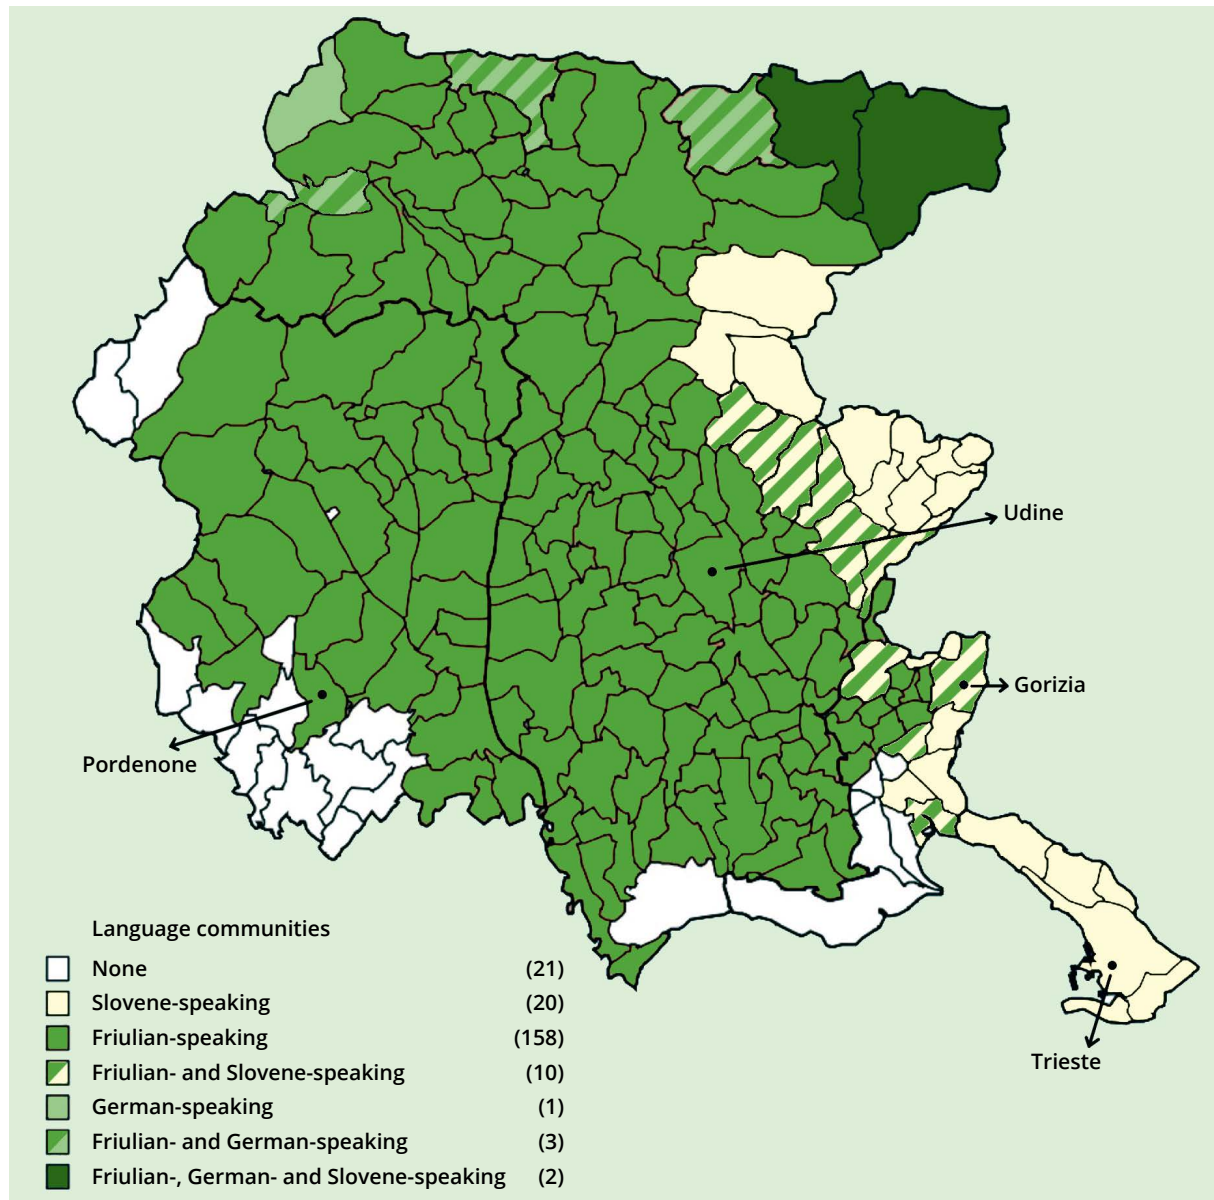 Udine
Gorizia
Pordenone
Trieste
Language communities
None (21)
Slovene-speaking (20)
Friulian-speaking (158)
Friulian- and Slovene-speaking (10)
German-speaking (1)
Friulian- and German-speaking (3)
Friulian-, German- and Slovene-speaking (2)